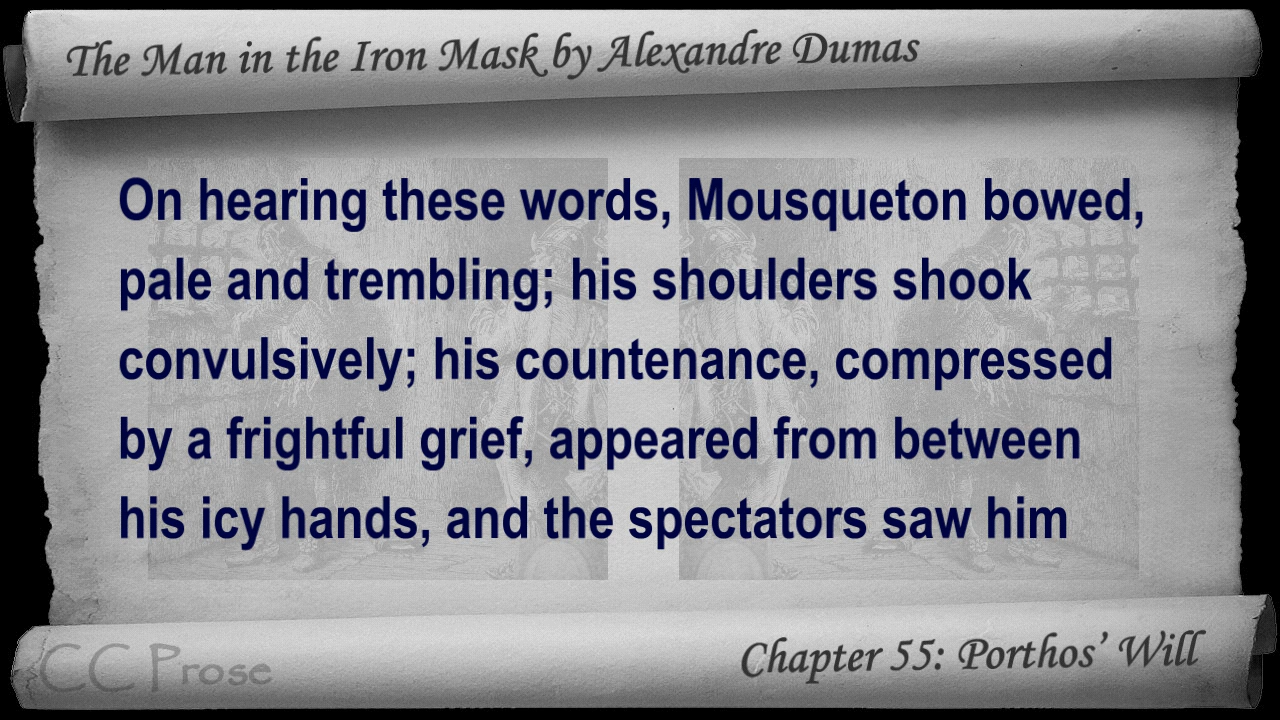 The Man in the Iron Mask by Alexandre Dumas
On hearing these words, Mousqueton bowed,
pale and trembling; his shoulders shook
convulsively; his countenance, compressed
by a frightful grief, appeared from between
his icy hands, and the spectators saw him
CC Prose
Chapter 55: Porthos’ Will